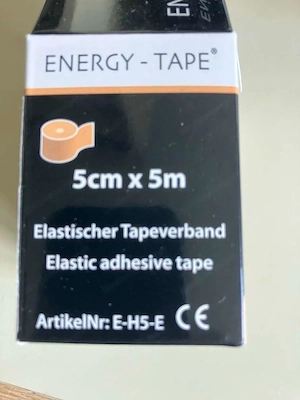 ENERGY - TAPE®
5cm x 5m
Elastischer Tapeverband
Elastic adhesive tape
ArtikelNr: E-H5-E CE